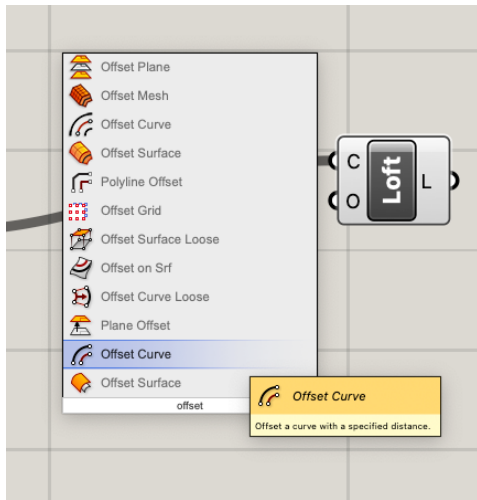 Offset Plane
Offset Mesh
Offset Curve
Offset Surface
Polyline Offset
Offset Grid
Offset Surface Loose
Offset on Srf
Offset Curve Loose
Plane Offset
Offset Curve
Offset Surface
offset
Offset Curve
Offset a curve with a specified distance.
C
O
Loft
L